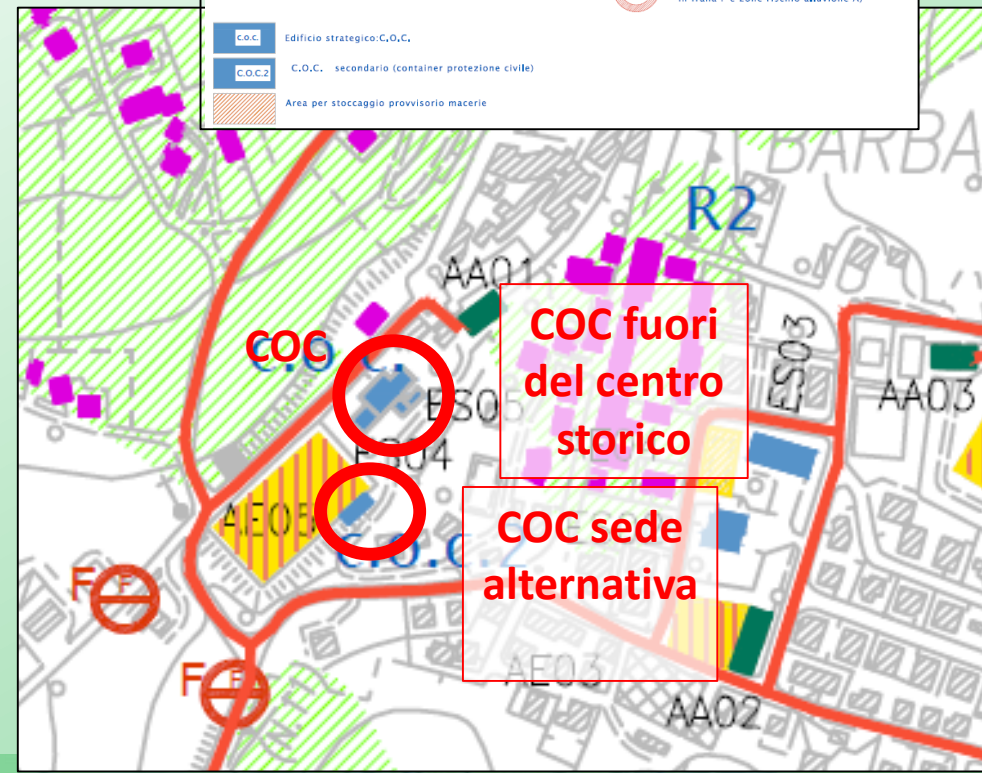 c.o.c.
Edificio strategico:C.O.C.
C.O.C.2
C.O.C. secondario (container protezione civile)
Area per stoccaggio provvisorio macerie
BARBA
R2
AA01
COC
C.O.C.
COC fuori
del centro
storico
ES03
ES05
AA03
ES04
AE05
C.O.C.2
COC sede
alternativa
F
F
F
F
AE03
AA02